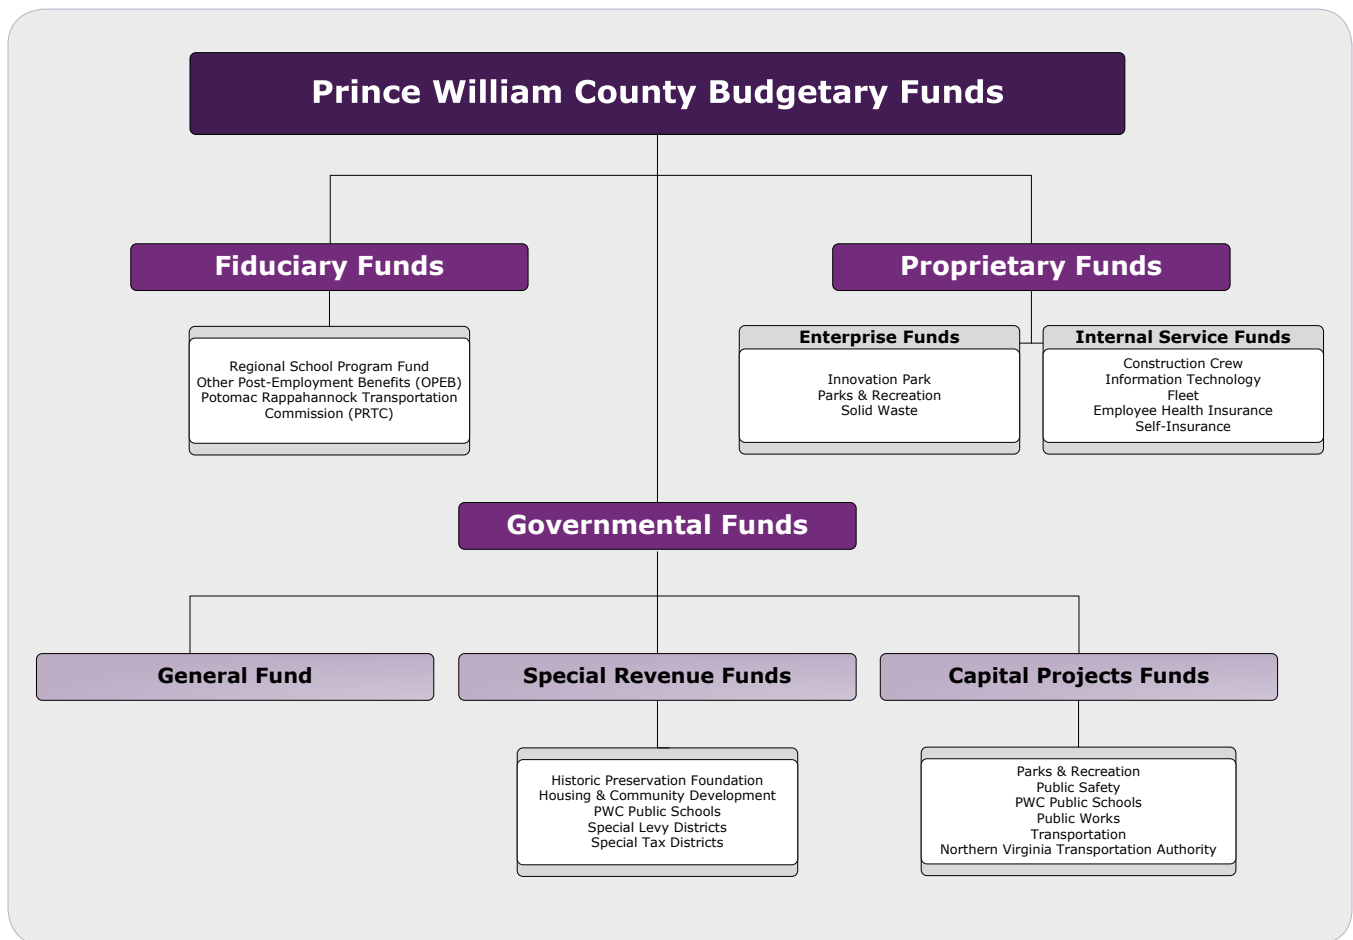 Prince William County Budgetary Funds
Fiduciary Funds
Regional School Program Fund
Other Post-Employment Benefits (OPEB)
Potomac Rappahannock Transportation
Commission (PRTC)
Proprietary Funds
Enterprise Funds
Innovation Park
Parks & Recreation
Solid Waste
Internal Service Funds
Construction Crew
Information Technology
Fleet
Employee Health Insurance
Self-Insurance
Governmental Funds
General Fund
Special Revenue Funds
Historic Preservation Foundation
Housing & Community Development
PWC Public Schools
Special Levy Districts
Special Tax Districts
Capital Projects Funds
Parks & Recreation
Public Safety
PWC Public Schools
Public Works
Transportation
Northern Virginia Transportation Authority